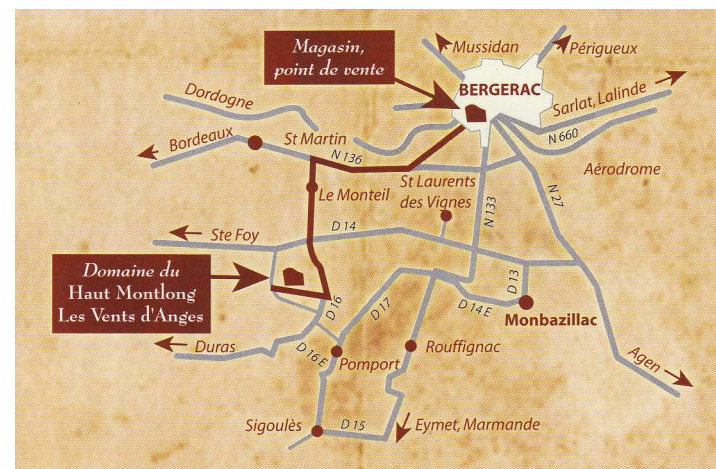 Magasin,
point de vente
Mussidan
Périgueux
BERGERAC
Sarlat, Lalinde
Dordogne
Bordeaux
St Martin
N 136
N 660
Aérodrome
Le Monteil
St Laurents
des Vignes
N 133
N 27
Ste Foy
D 14
Domaine du
Haut Montlong
Les Vents d'Anges
D 16
D 17
D 13
D 14 E
Monbazillac
Duras
D 16 E
Pomport
Rouffignac
Agen
Sigoulès
D 15
Eymet, Marmande